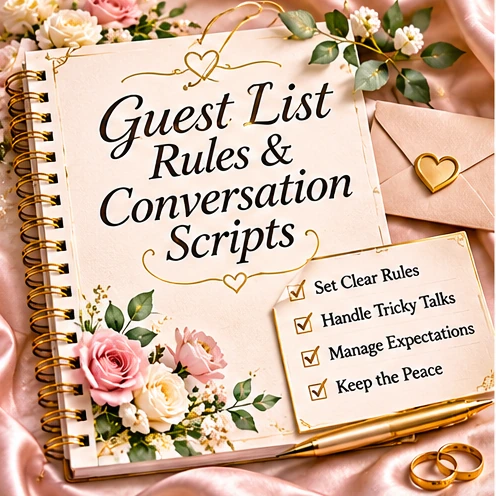 Guest List
Rules &
Conversation
Scripts
Set Clear Rules
Handle Tricky Talks
Manage Expectations
Keep the Peace